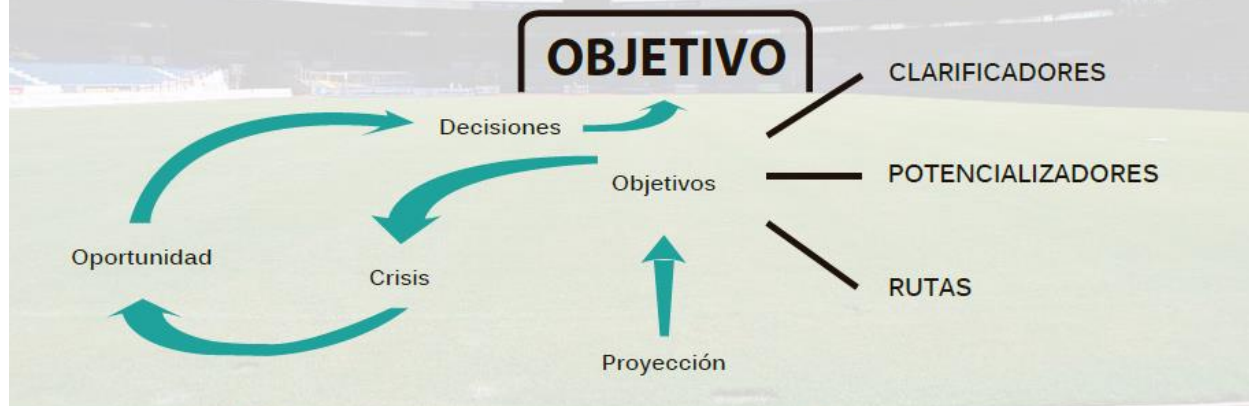 OBJETIVO
CLARIFICADORES
Decisiones
Objetivos
POTENCIALIZADORES
Oportunidad
Crisis
RUTAS
Proyección